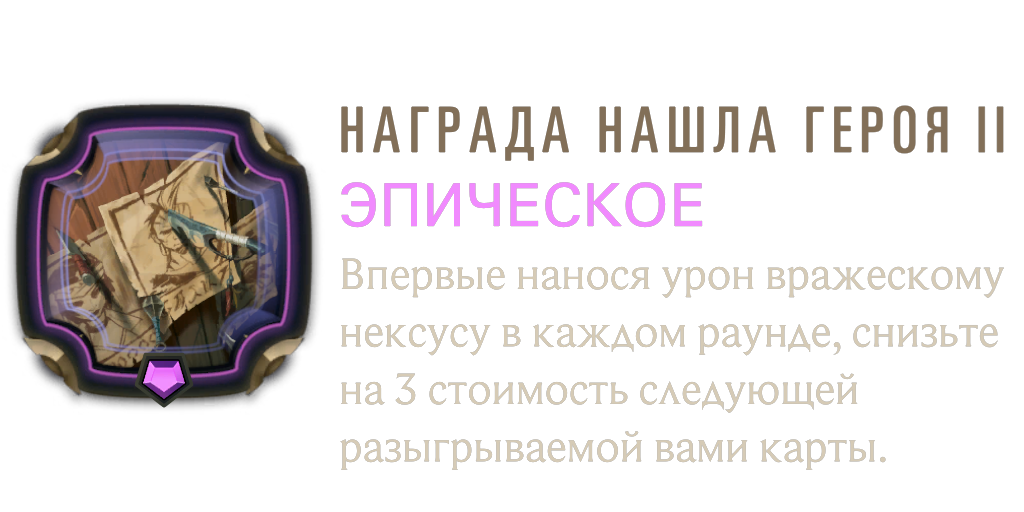 НАГРАДА НАШЛА ГЕРОЯ II
ЭПИЧЕСКОЕ
Впервые нанося урон вражескому
нексусу в каждом раунде, снизьте
на 3 стоимость следующей
разыгрываемой вами карты.